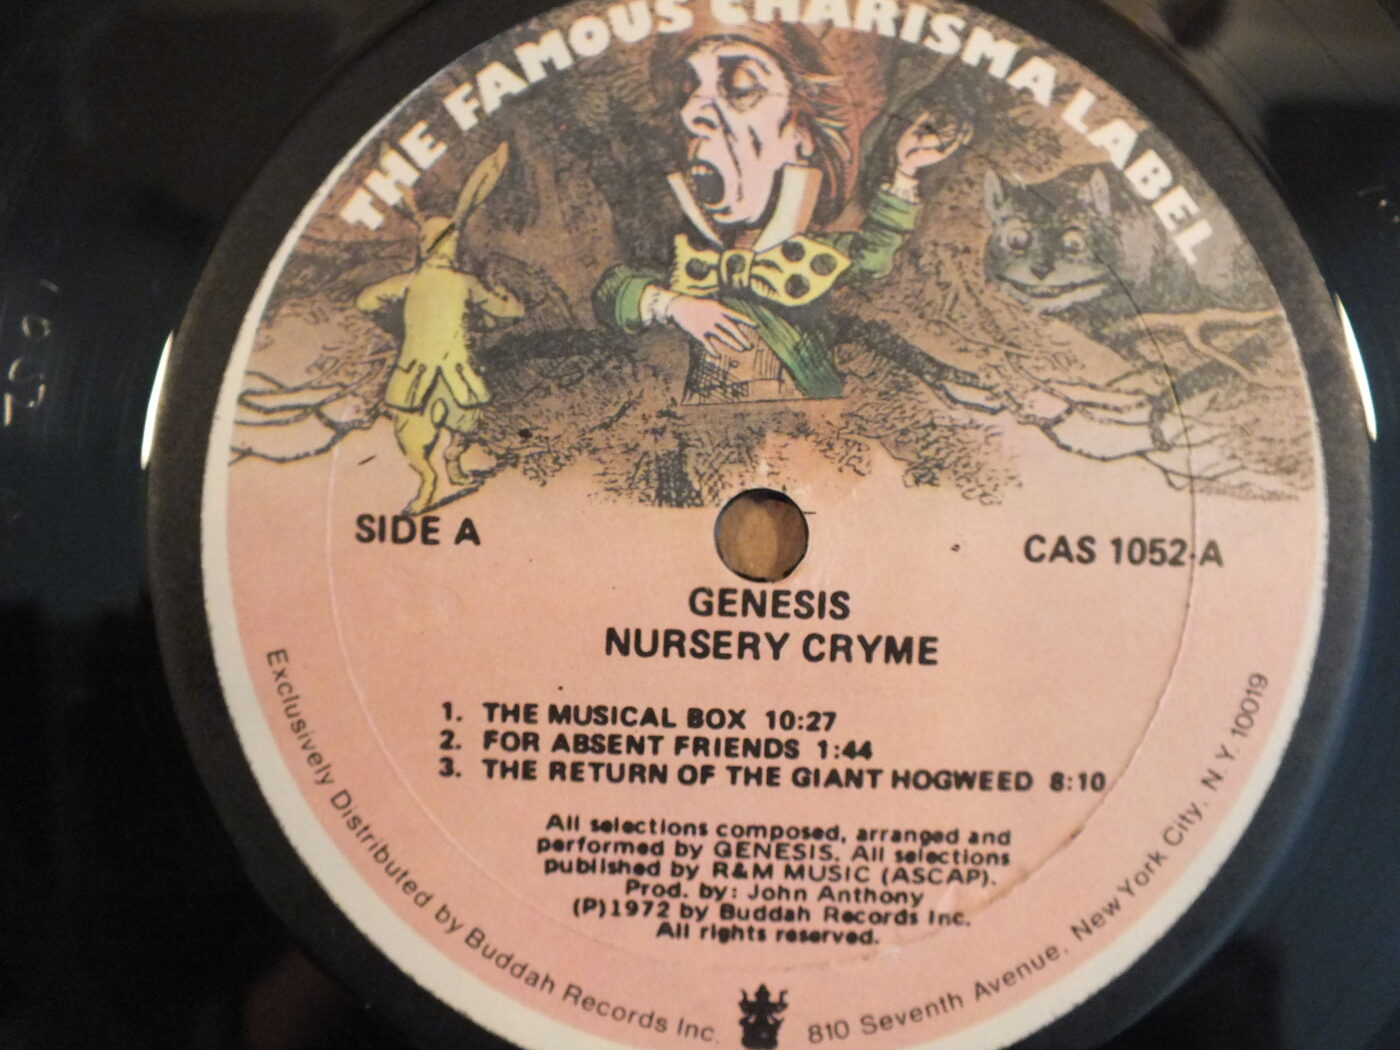 THE FAMOUS CHARISMA LABEL
SIDE A
CAS 1052-A
GENESIS
NURSERY CRYME
1. THE MUSICAL BOX 10:27
2. FOR ABSENT FRIENDS 1:44
3. THE RETURN OF THE GIANT HOGWEED 8:10
All selections composed, arranged and
performed by GENESIS. All selections
published by R&M MUSIC (ASCAP).
Prod. by: John Anthony
(P)1972 by Buddah Records Inc.
All rights reserved.
Exclusively Distributed by Buddah Records Inc. 810 Seventh Avenue, New York City, N.Y. 10019